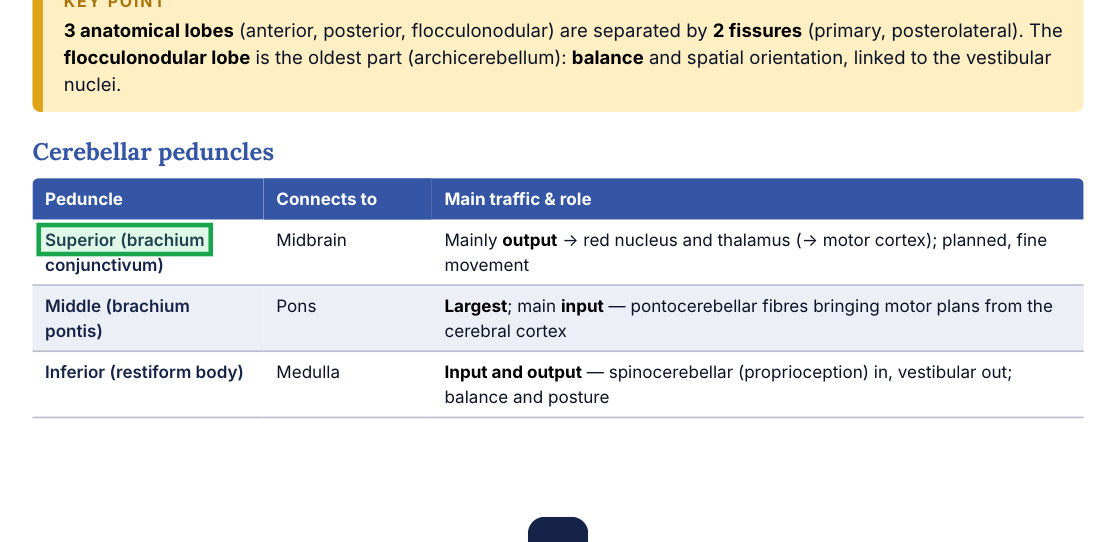 KEY POINT
3 anatomical lobes (anterior, posterior, flocculonodular) are separated by 2 fissures (primary, posterolateral). The
flocculonodular lobe is the oldest part (archicerebellum): balance and spatial orientation, linked to the vestibular
nuclei.
Cerebellar peduncles
Peduncle Connects to Main traffic & role
Superior (brachium Midbrain Mainly output → red nucleus and thalamus (→ motor cortex); planned, fine
conjunctivum) movement
Middle (brachium Pons Largest; main input — pontocerebellar fibres bringing motor plans from the
pontis) cerebral cortex
Inferior (restiform body) Medulla Input and output — spinocerebellar (proprioception) in, vestibular out;
balance and posture